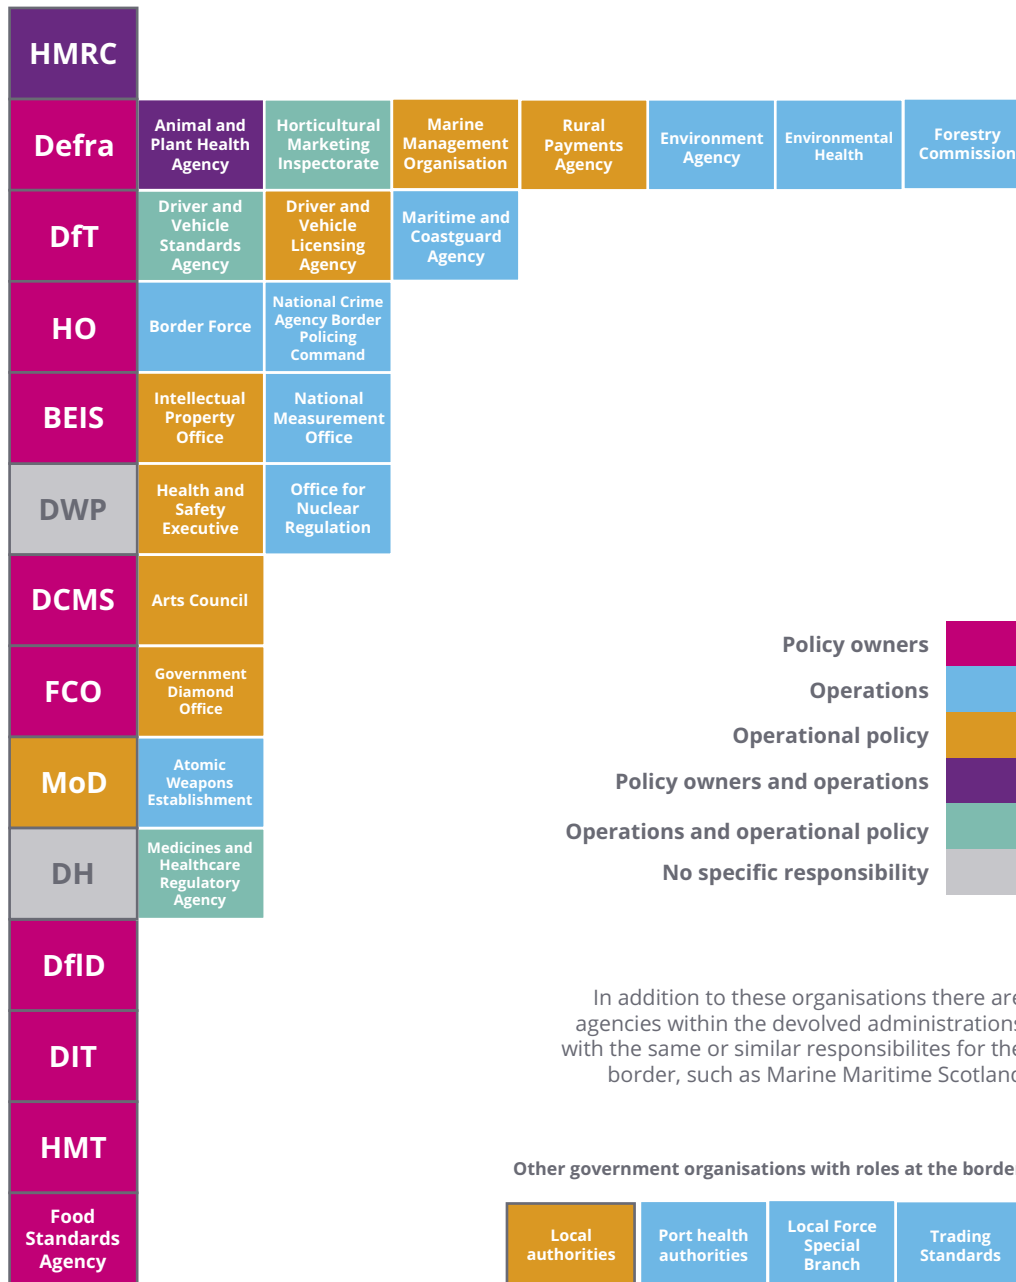 HMRC
Defra
Animal and
Plant Health
Agency
Horticultural
Marketing
Inspectorate
Marine
Management
Organisation
Rural
Payments
Agency
Environment
Agency
Environmental
Health
Forestry
Commission
DfT
Driver and
Vehicle
Standards
Agency
Driver and
Vehicle
Licensing
Agency
Maritime and
Coastguard
Agency
HO
Border Force
National Crime
Agency Border
Policing
Command
BEIS
Intellectual
Property
Office
National
Measurement
Office
DWP
Health and
Safety
Executive
Office for
Nuclear
Regulation
DCMS
Arts Council
FCO
Government
Diamond
Office
MoD
Atomic
Weapons
Establishment
DH
Medicines and
Healthcare
Regulatory
Agency
DfID
DIT
HMT
Food
Standards
Agency
Policy owners
Operations
Operational policy
Policy owners and operations
Operations and operational policy
No specific responsibility
In addition to these organisations there are
agencies within the devolved administrations
with the same or similar responsibilites for the
border, such as Marine Maritime Scotland
Other government organisations with roles at the border
Local
authorities
Port health
authorities
Local Force
Special
Branch
Trading
Standards